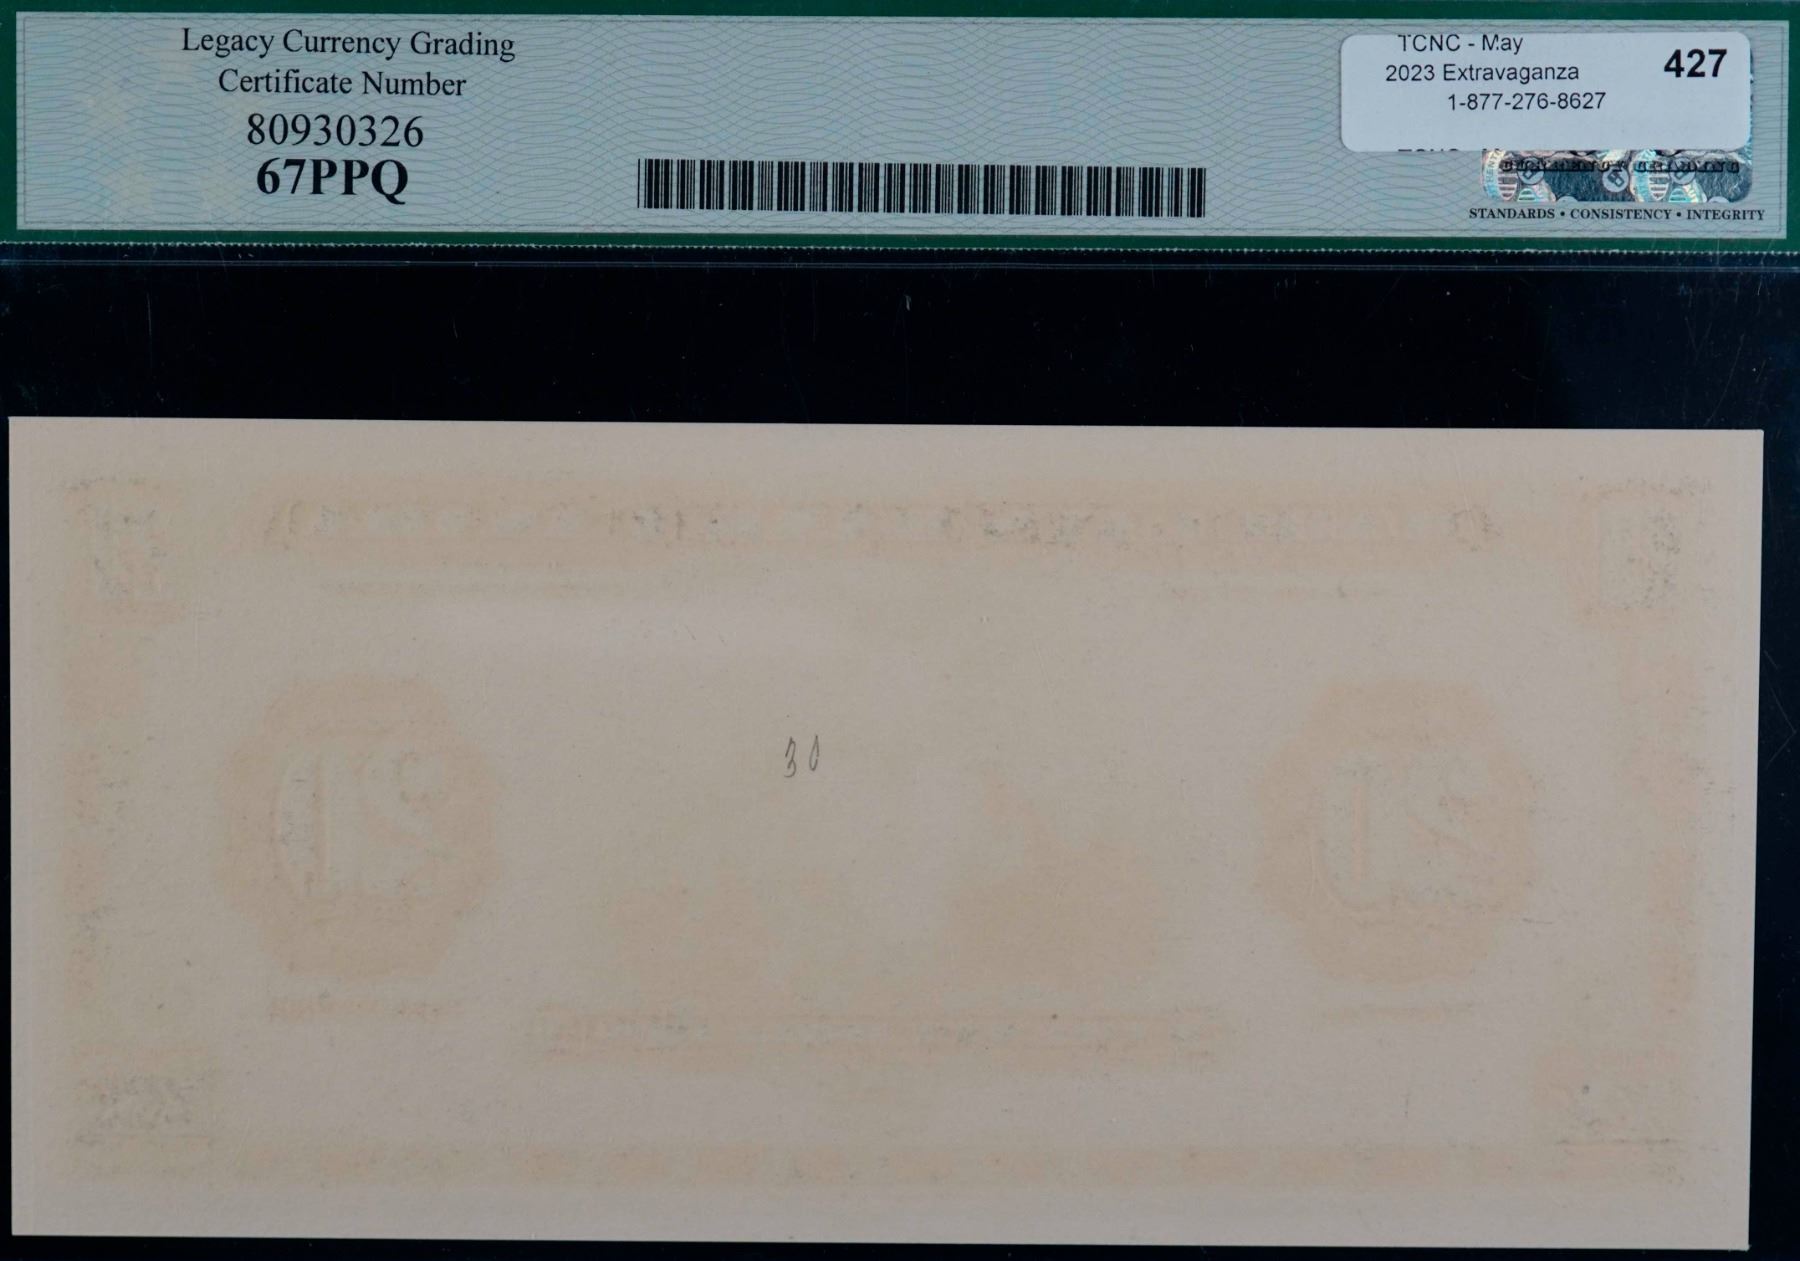 Legacy Currency Grading
Certificate Number
80930326
67PPQ
TCNC - May
2023 Extravaganza
1-877-276-8627
427
STANDARDS • CONSISTENCY • INTEGRITY
30